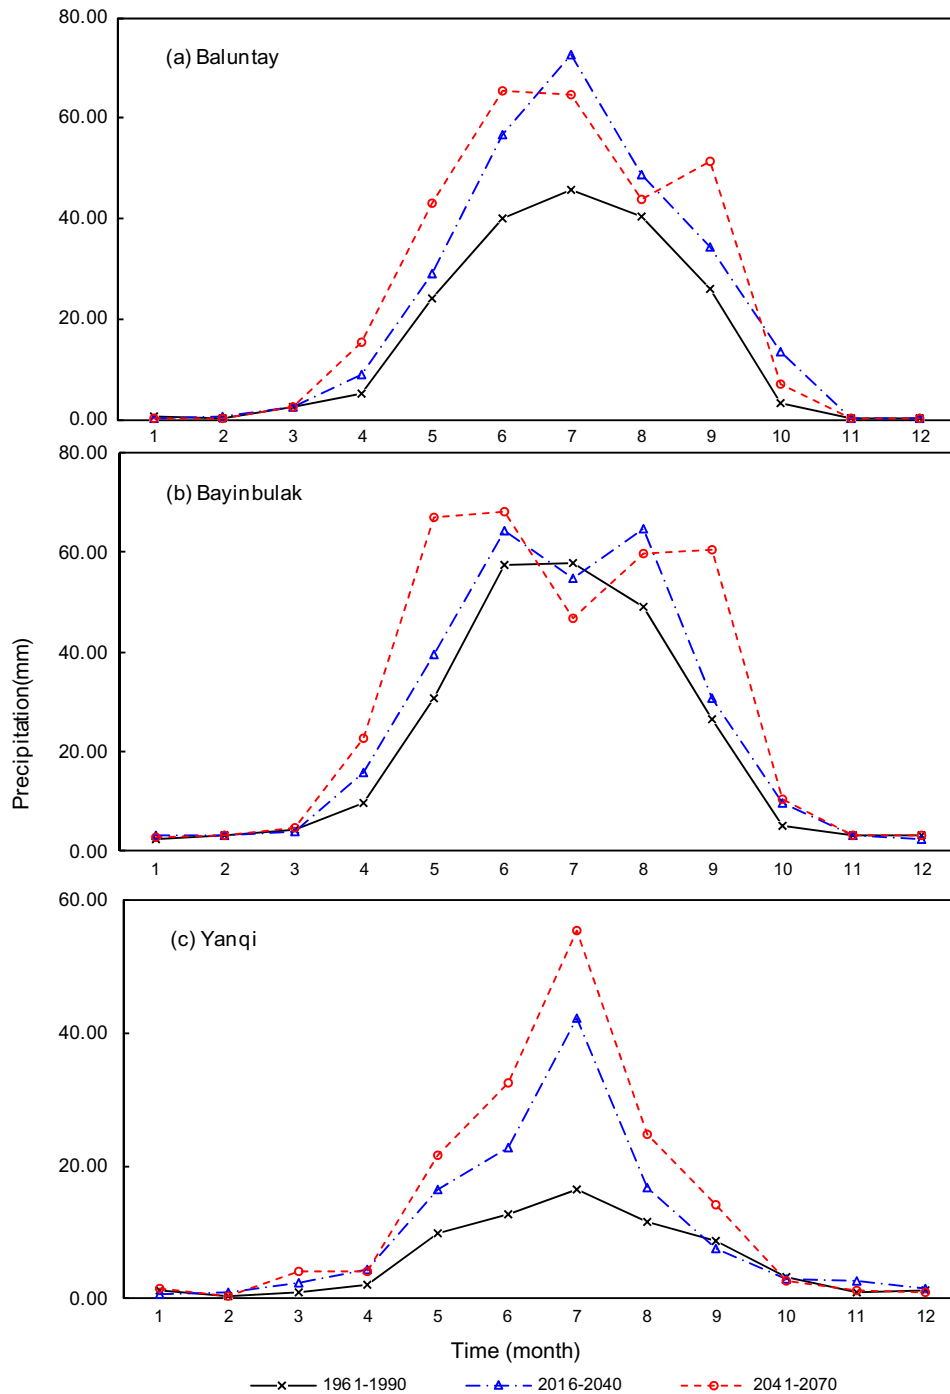 80.00
(a) Baluntay
60.00
40.00
20.00
0.00
1 2 3 4 5 6 7 8 9 10 11 12
80.00
(b) Bayinbulak
60.00
40.00
20.00
0.00
1 2 3 4 5 6 7 8 9 10 11 12
Precipitation(mm)
60.00
(c) Yanqi
40.00
20.00
0.00
1 2 3 4 5 6 7 8 9 10 11 12
Time (month)
1961-1990 2016-2040 2041-2070